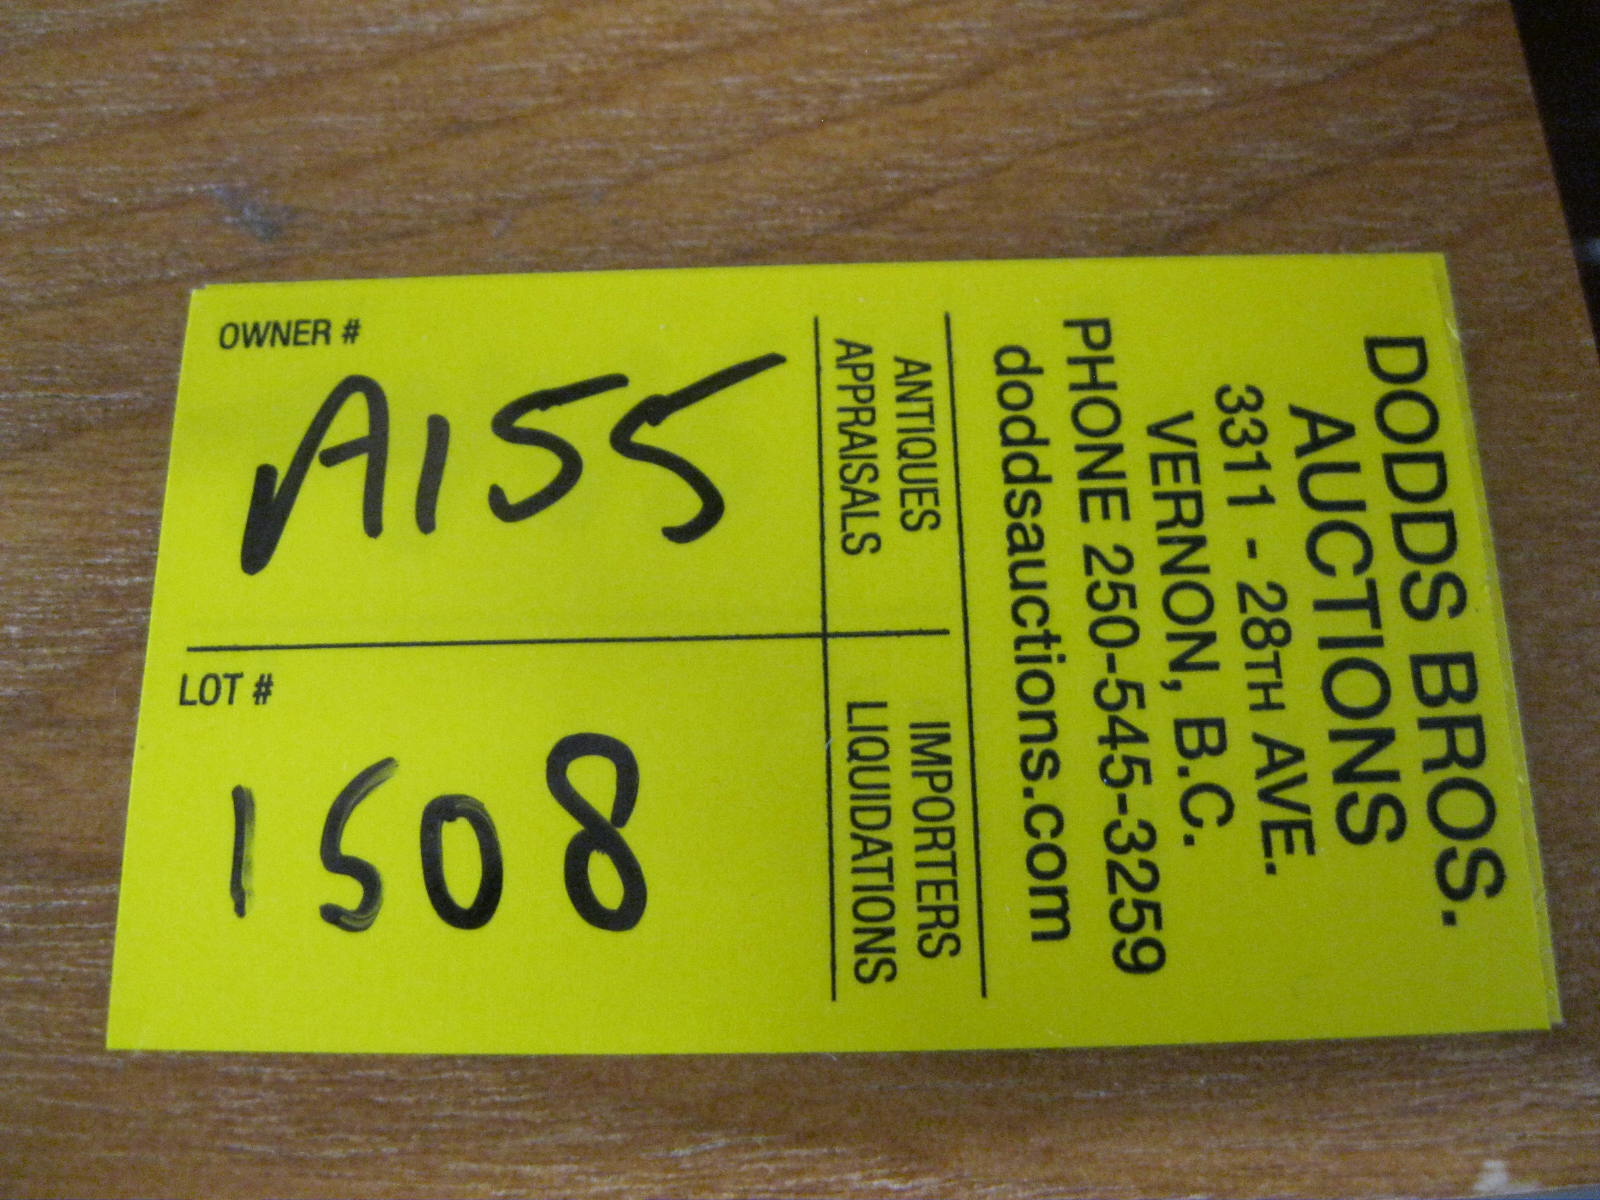 OWNER #
A155
LOT #
1508
ANTIQUES
APPRAISALS
IMPORTERS
LIQUIDATIONS
DODDS BROS.
AUCTIONS
3311 - 28TH AVE.
VERNON, B.C.
PHONE 250-545-3259
doddsauctions.com